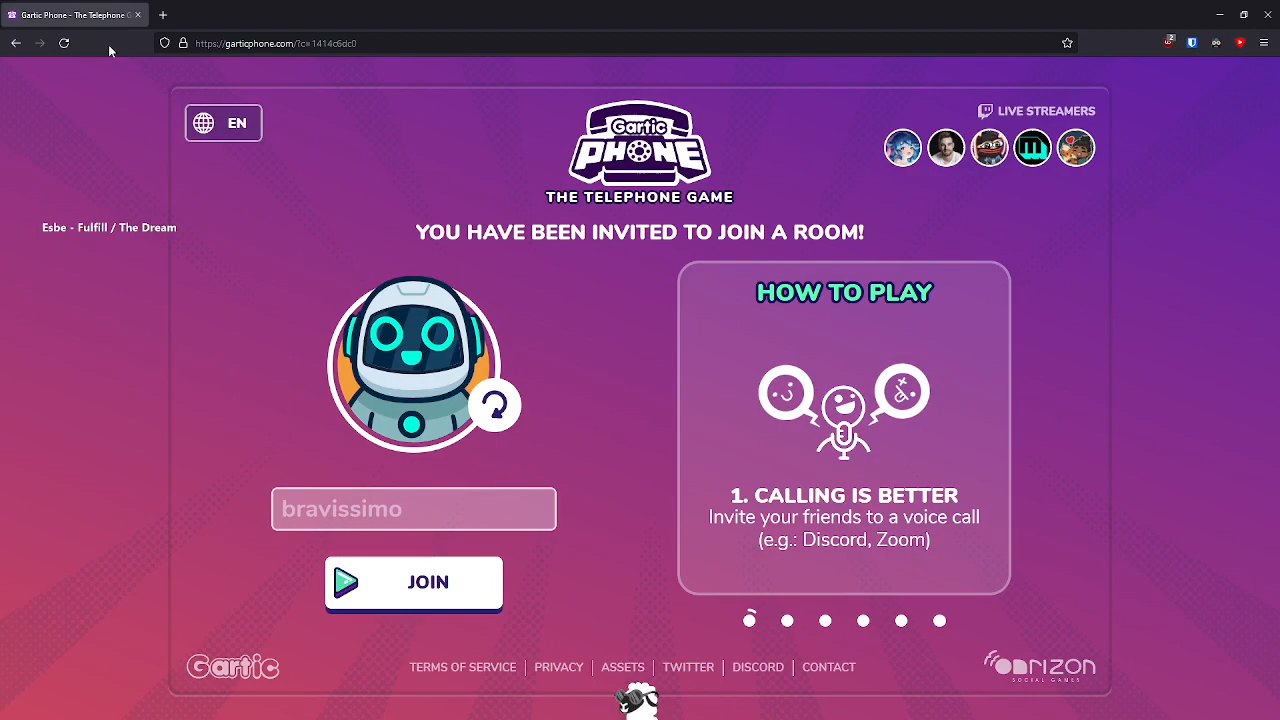 Gartic Phone - The Telephone G
https://garticphone.com/?c=1414c6dc0
2
EN
Gartic
PHONE
THE TELEPHONE GAME
LIVE STREAMERS
Esbe - Fulfill / The Dream
YOU HAVE BEEN INVITED TO JOIN A ROOM!
bravissimo
JOIN
HOW TO PLAY
1. CALLING IS BETTER
Invite your friends to a voice call
(e.g.: Discord, Zoom)
Gartic
TERMS OF SERVICE
PRIVACY
ASSETS
TWITTER
DISCORD
CONTACT
ONRIZON
SOCIAL GAMES